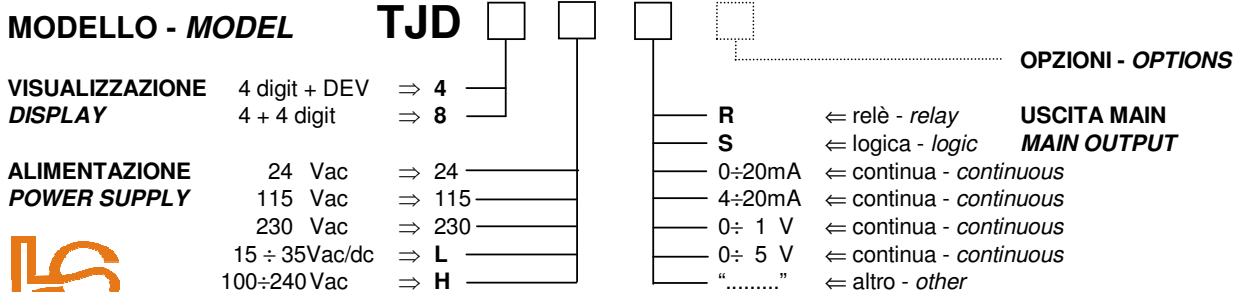 MODELLO - MODEL TJD
OPZIONI - OPTIONS
VISUALIZZAZIONE 4 digit + DEV ⇒ 4
DISPLAY 4 + 4 digit ⇒ 8
R ⇐ relè - relay USCITA MAIN
S ⇐ logica - logic MAIN OUTPUT
ALIMENTAZIONE 24 Vac ⇒ 24 0÷20mA ⇐ continua - continuous
POWER SUPPLY 115 Vac ⇒ 115 4÷20mA ⇐ continua - continuous
230 Vac ⇒ 230 0÷ 1 V ⇐ continua - continuous
15 ÷ 35Vac/dc ⇒ L 0÷ 5 V ⇐ continua - continuous
100÷240 Vac ⇒ H “.........” ⇐ altro - other